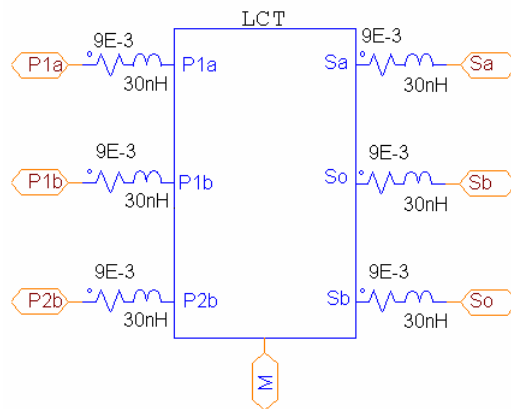 LCT
9E-3
P1a
30nH
P1a
Sa
9E-3
30nH
Sa
9E-3
P1b
30nH
P1b
So
9E-3
30nH
Sb
9E-3
P2b
30nH
P2b
Sb
9E-3
30nH
So
M